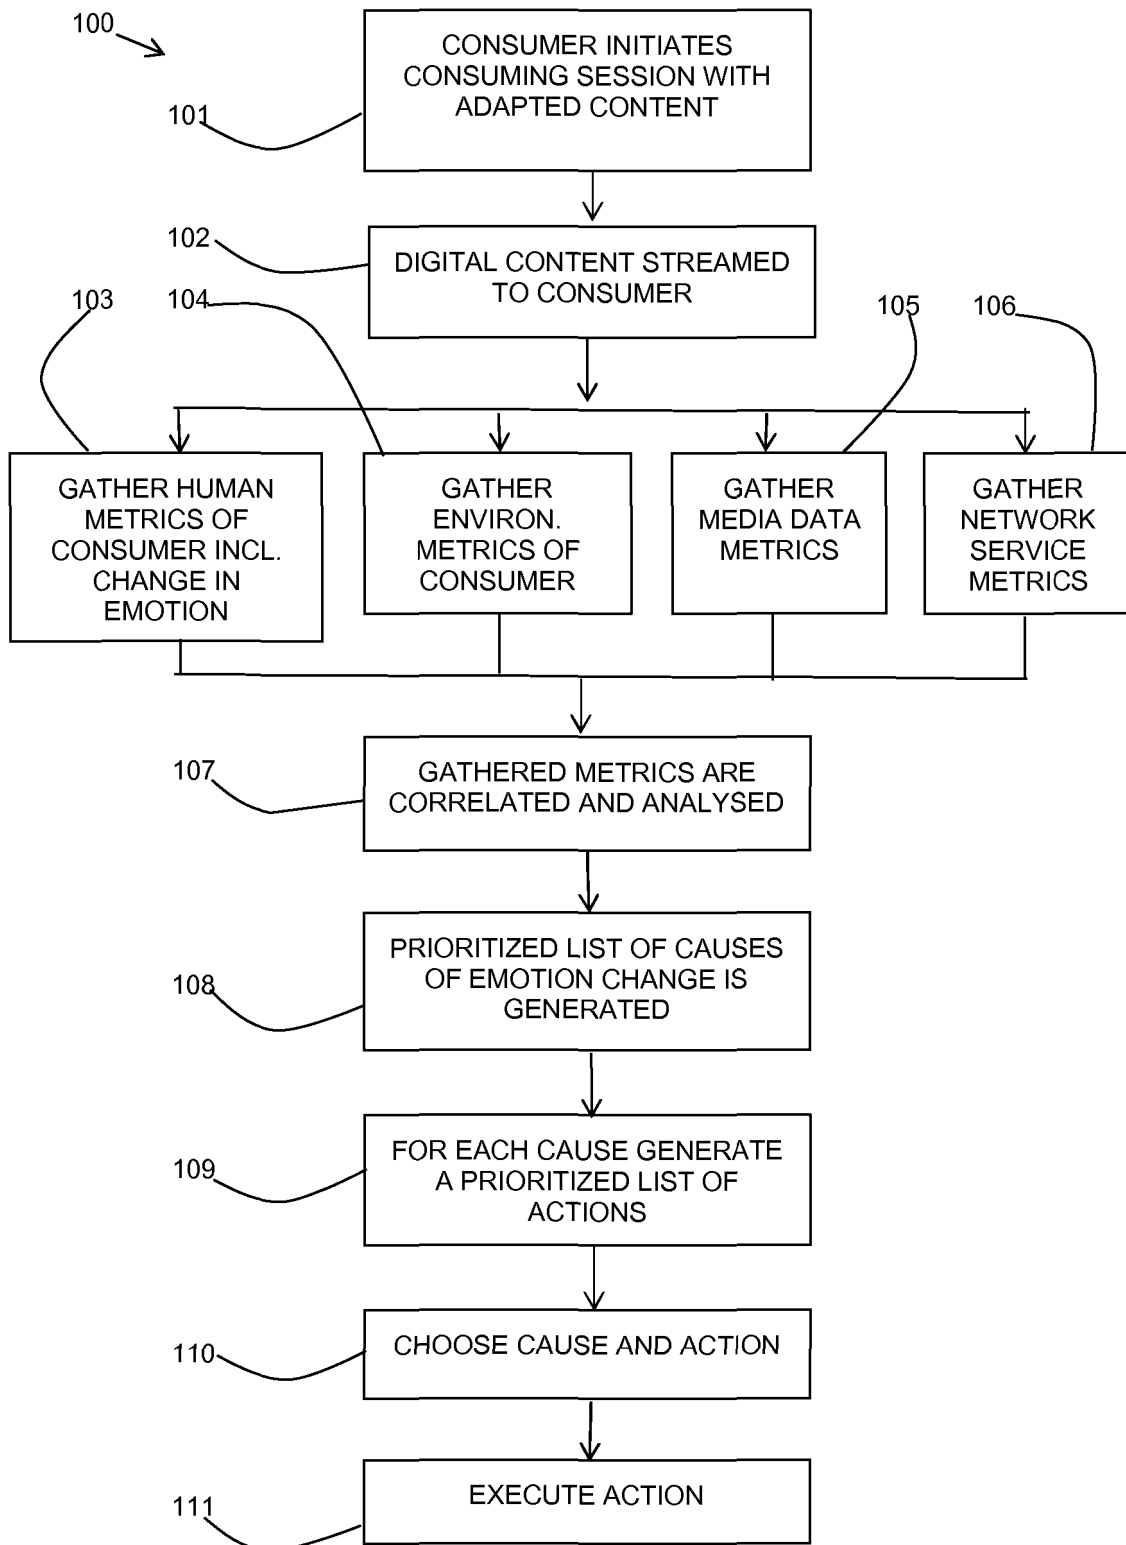 100
CONSUMER INITIATES
CONSUMING SESSION WITH
ADAPTED CONTENT
101
102
DIGITAL CONTENT STREAMED
TO CONSUMER
103
104
105
106
GATHER HUMAN
METRICS OF
CONSUMER INCL.
CHANGE IN
EMOTION
GATHER
ENVIRON.
METRICS OF
CONSUMER
GATHER
MEDIA DATA
METRICS
GATHER
NETWORK
SERVICE
METRICS
107
GATHERED METRICS ARE
CORRELATED AND ANALYSED
108
PRIORITIZED LIST OF CAUSES
OF EMOTION CHANGE IS
GENERATED
109
FOR EACH CAUSE GENERATE
A PRIORITIZED LIST OF
ACTIONS
110
CHOOSE CAUSE AND ACTION
111
EXECUTE ACTION